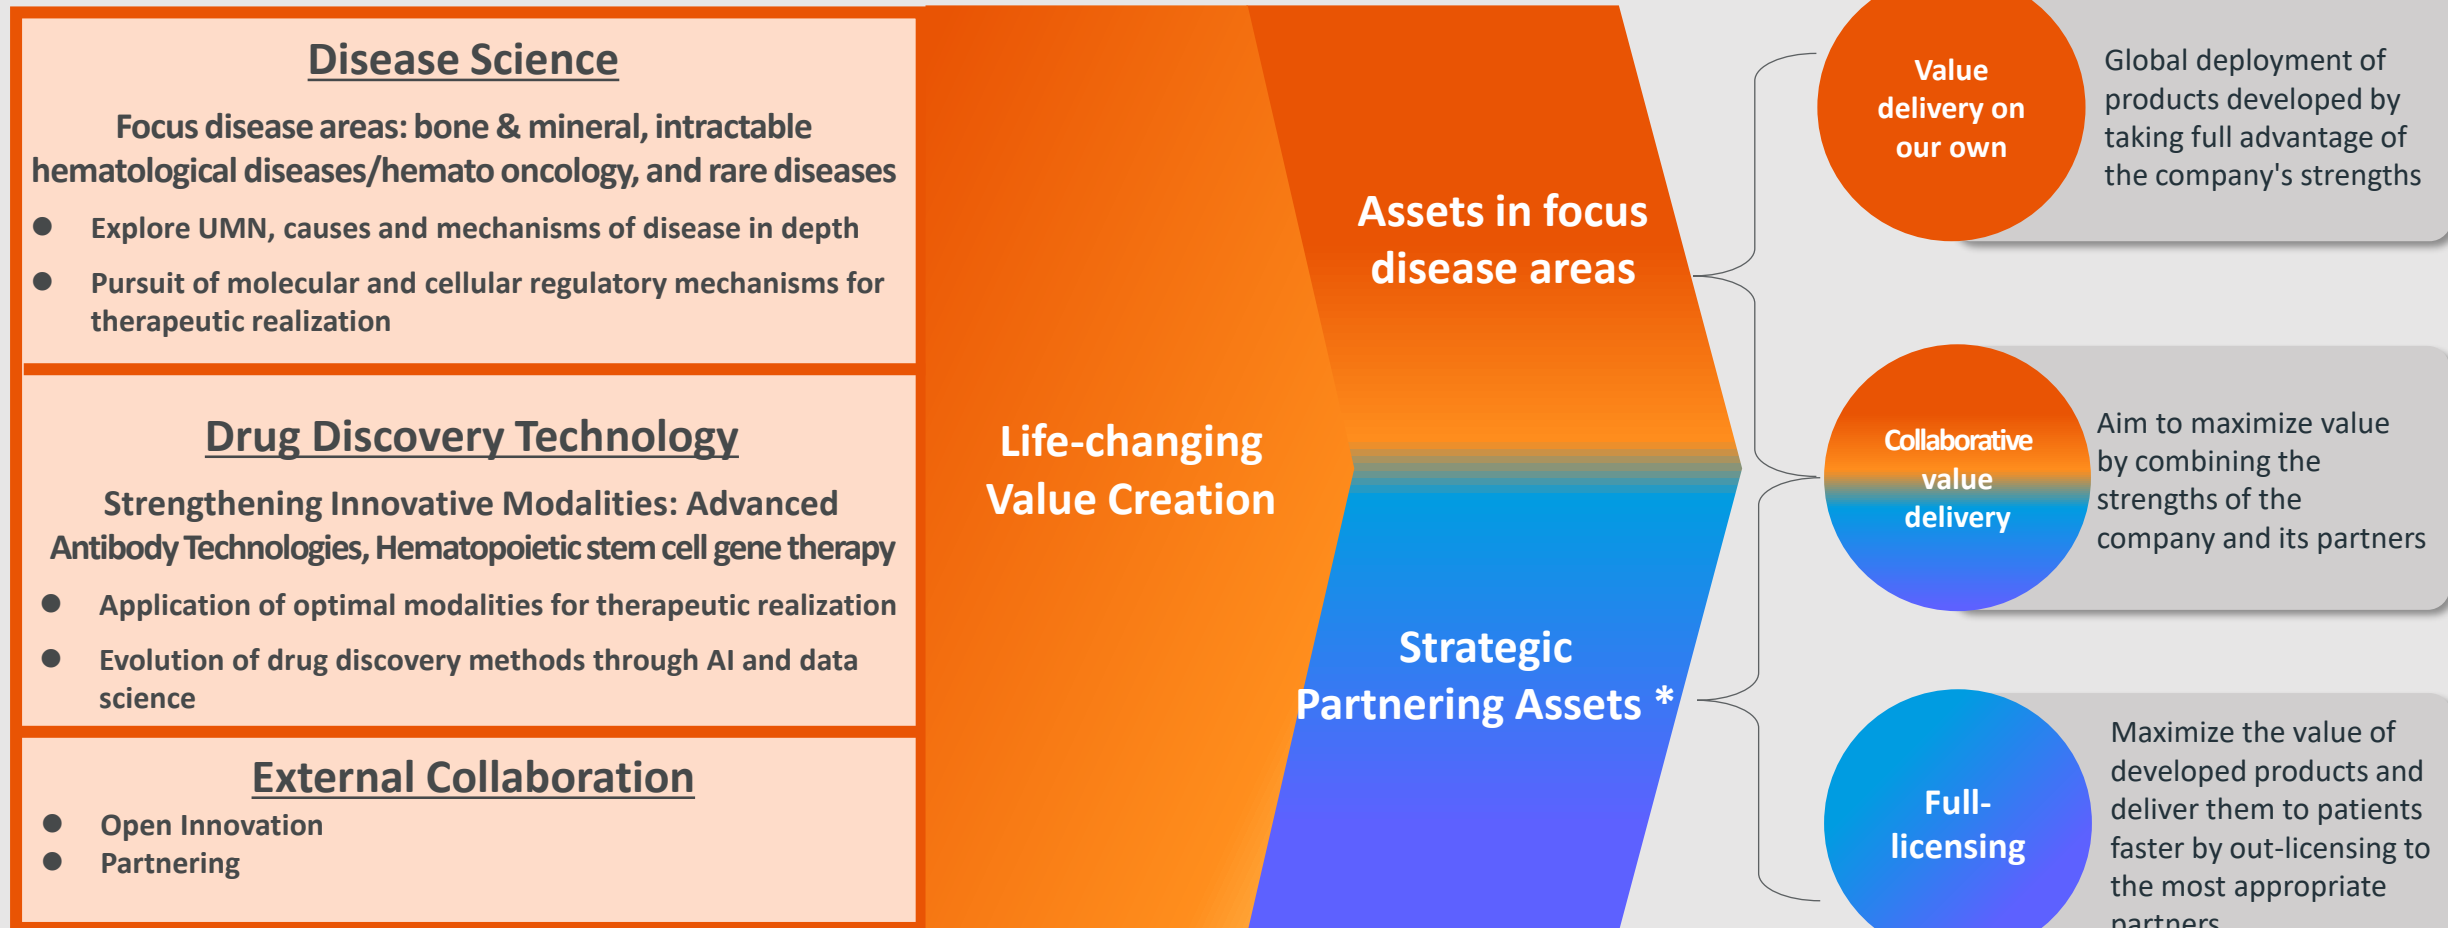 Disease Science
Focus disease areas: bone & mineral, intractable
hematological diseases/hemato oncology, and rare diseases
● Explore UMN, causes and mechanisms of disease in depth
● Pursuit of molecular and cellular regulatory mechanisms for
therapeutic realization
Drug Discovery Technology
Strengthening Innovative Modalities: Advanced
Antibody Technologies, Hematopoietic stem cell gene therapy
● Application of optimal modalities for therapeutic realization
● Evolution of drug discovery methods through AI and data
science
External Collaboration
● Open Innovation
● Partnering
Life-changing
Value Creation
Assets in focus
disease areas
Strategic
Partnering Assets *
Value
delivery on
our own
Global deployment of
products developed by
taking full advantage of
the company's strengths
Collaborative
value
delivery
Aim to maximize value
by combining the
strengths of the
company and its partners
Full-
licensing
Maximize the value of
developed products and
deliver them to patients
faster by out-licensing to
the most appropriate
partners